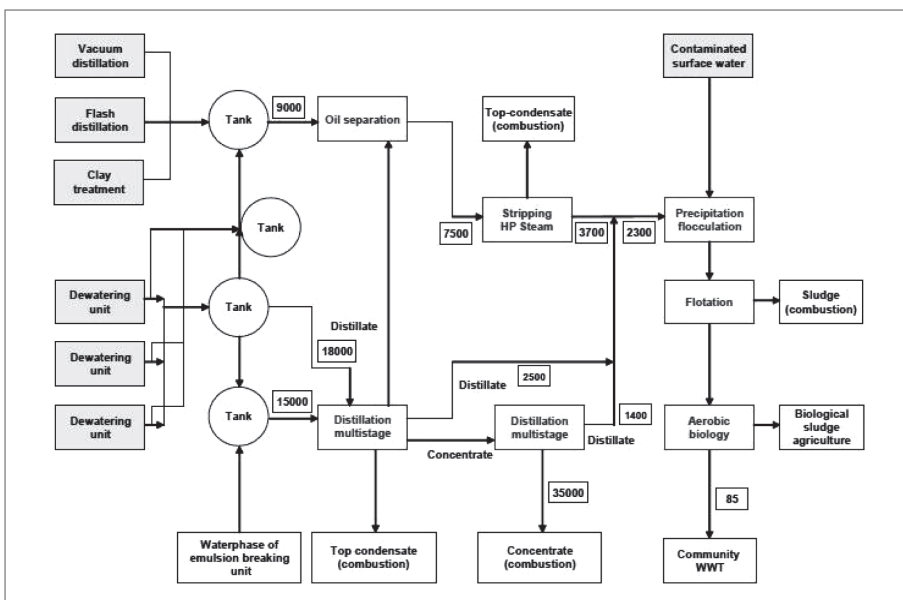 Vacuum
distillation
Contaminated
surface water
9000
Flash
distillation
Tank
Oil separation
Top-condensate
(combustion)
Clay
treatment
Tank
7500
Stripping
HP Steam
3700
2300
Precipitation
flocculation
Dewatering
unit
Tank
Distillate
18000
Flotation
Sludge
(combustion)
Dewatering
unit
Distillate
2500
15000
Dewatering
unit
Tank
Distillation
multistage
Concentrate
Distillation
multistage
Distillate
1400
Aerobic
biology
Biological
sludge
agriculture
35000
85
Waterphase of
emulsion breaking
unit
Top condensate
(combustion)
Concentrate
(combustion)
Community
WWT